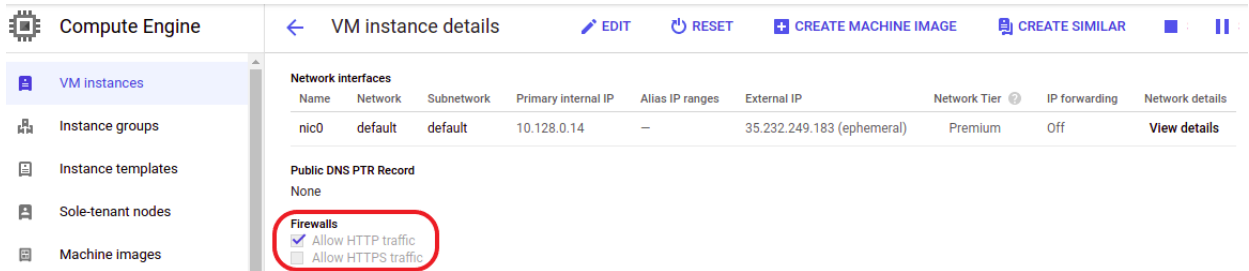 Compute Engine
VM instance details
EDIT
RESET
CREATE MACHINE IMAGE
CREATE SIMILAR
VM instances
Instance groups
Instance templates
Sole-tenant nodes
Machine images
Network interfaces
Name Network Subnetwork Primary internal IP Alias IP ranges External IP Network Tier IP forwarding Network details
nic0 default default 10.128.0.14 — 35.232.249.183 (ephemeral) Premium Off View details
Public DNS PTR Record
None
Firewalls
Allow HTTP traffic
Allow HTTPS traffic